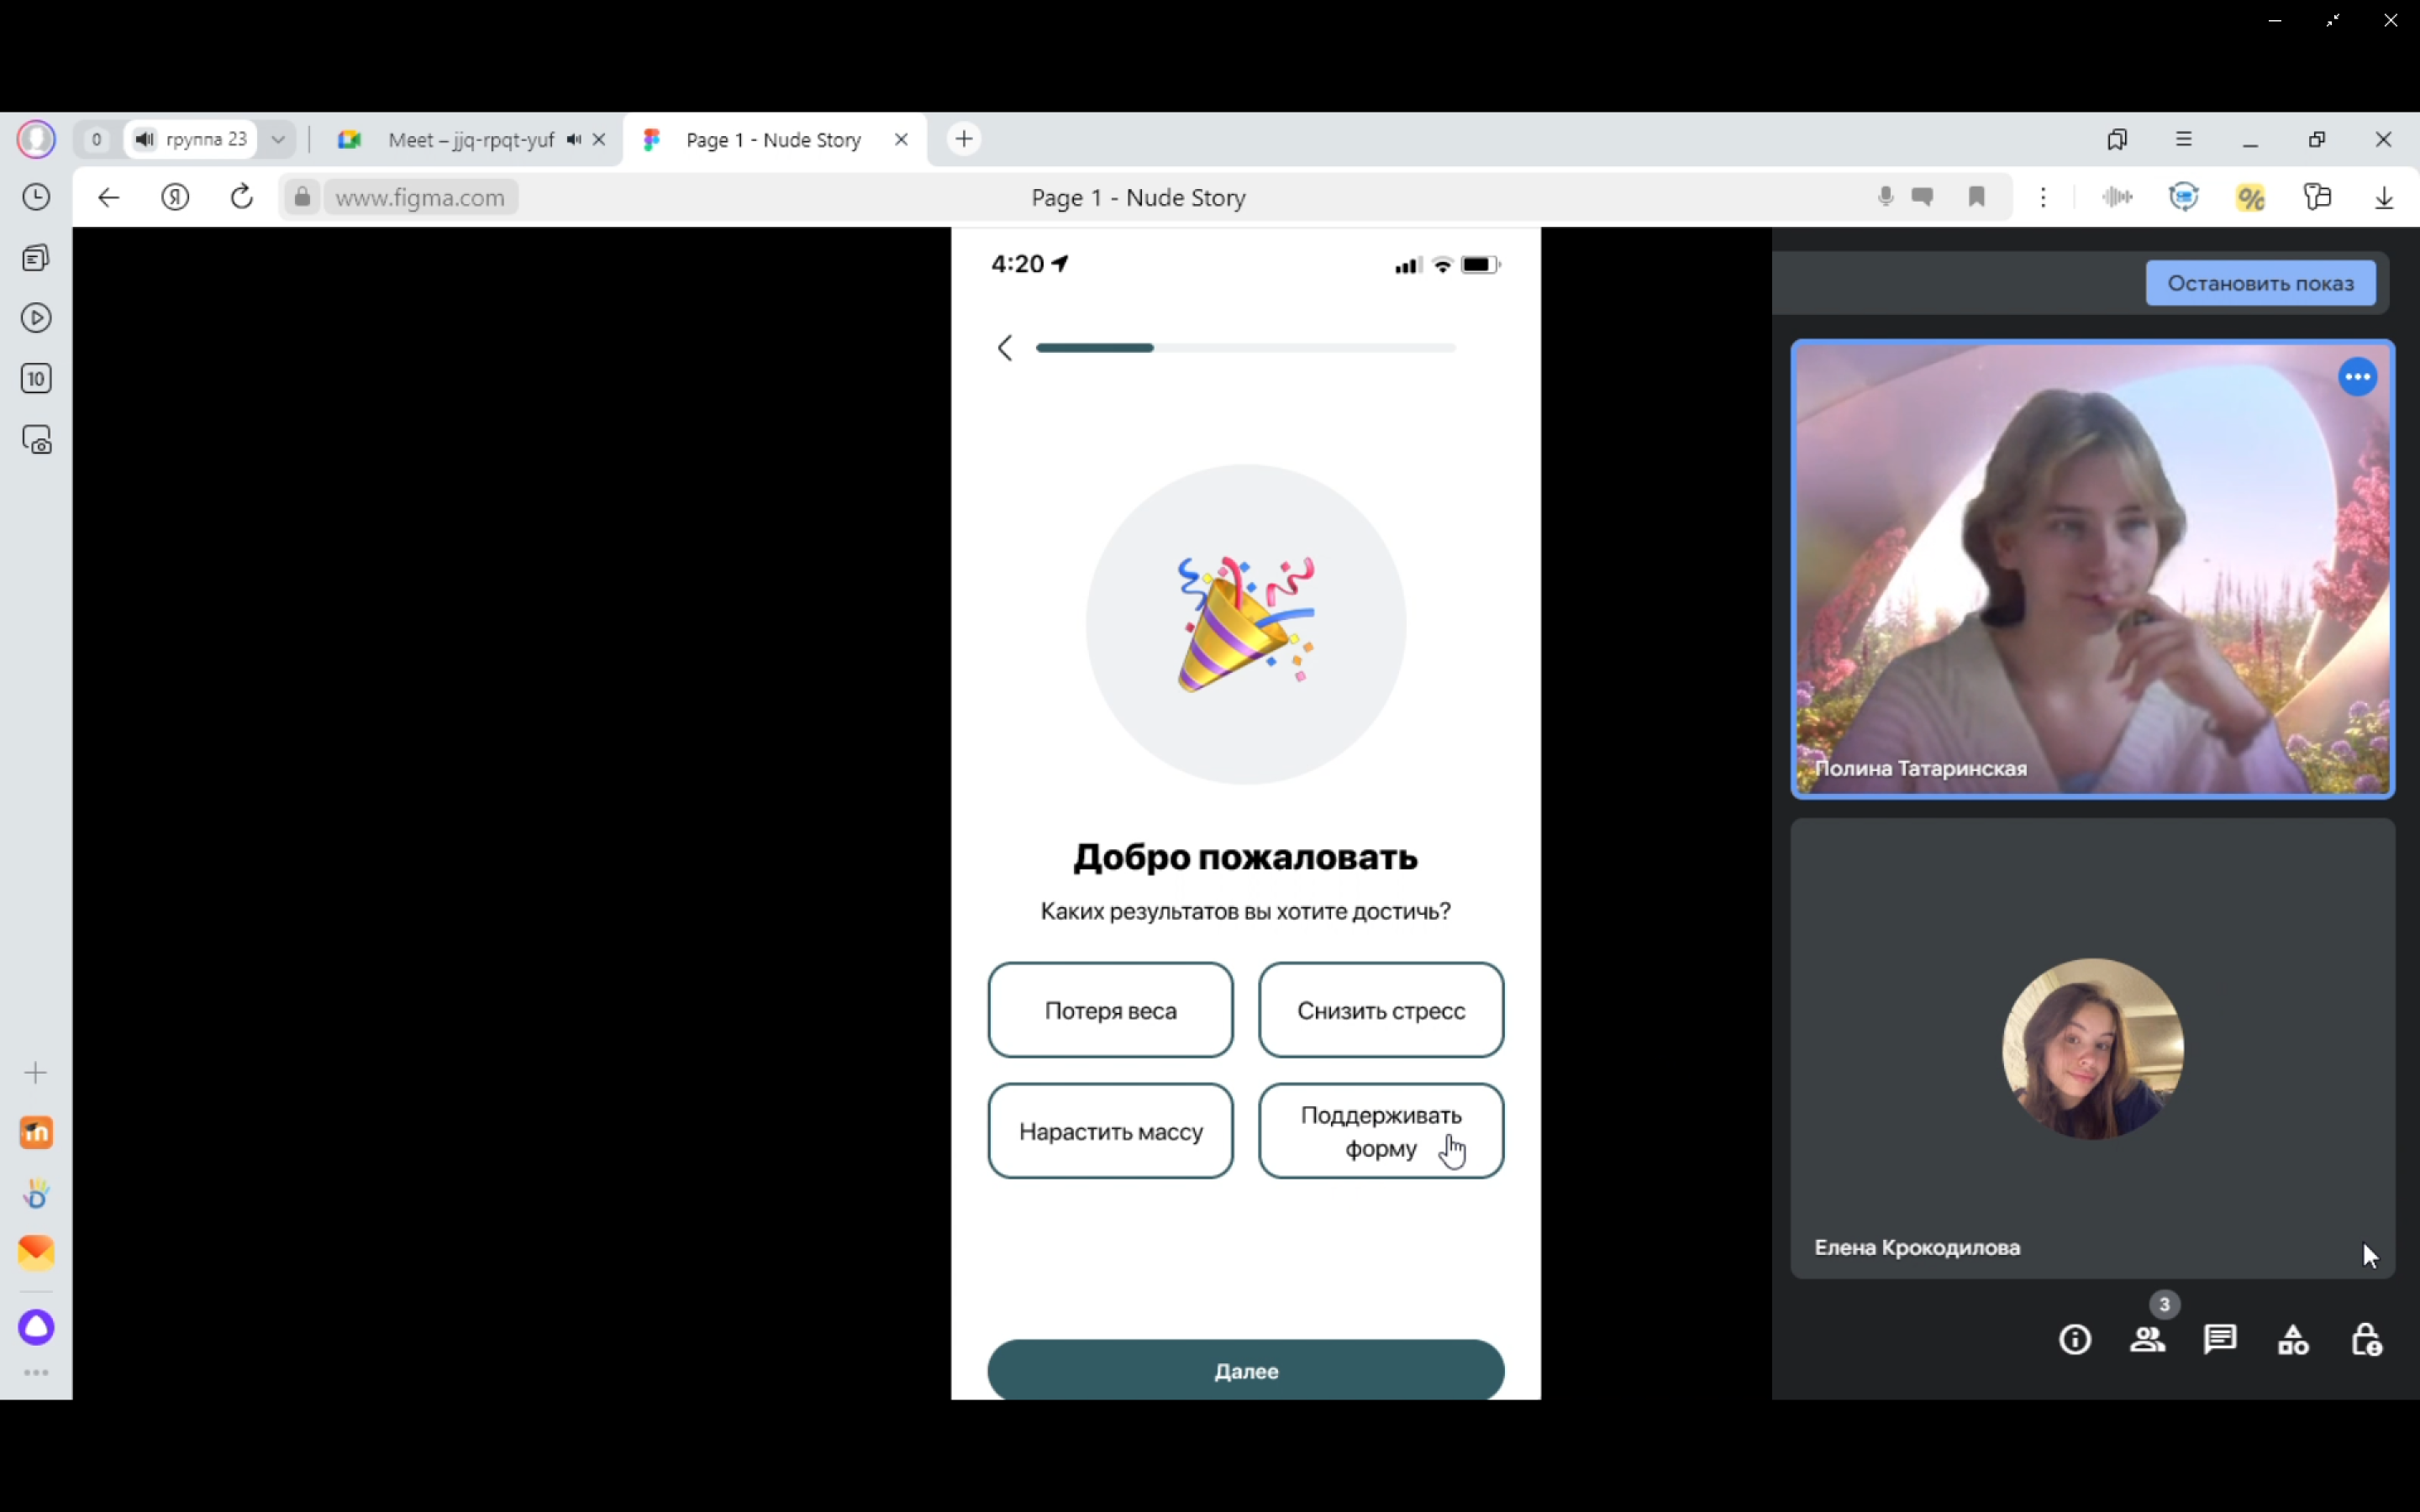 0
группа 23
Meet – jjq-rpqt-yuf
Page 1 - Nude Story
Я
www.figma.com
Page 1 - Nude Story
%
10
4:20
Остановить показ
Полина Татаринская
Добро пожаловать
Каких результатов вы хотите достичь?
Потеря веса
Снизить стресс
Нарастить массу
Поддерживать
форму
Елена Крокодилова
3
Далее